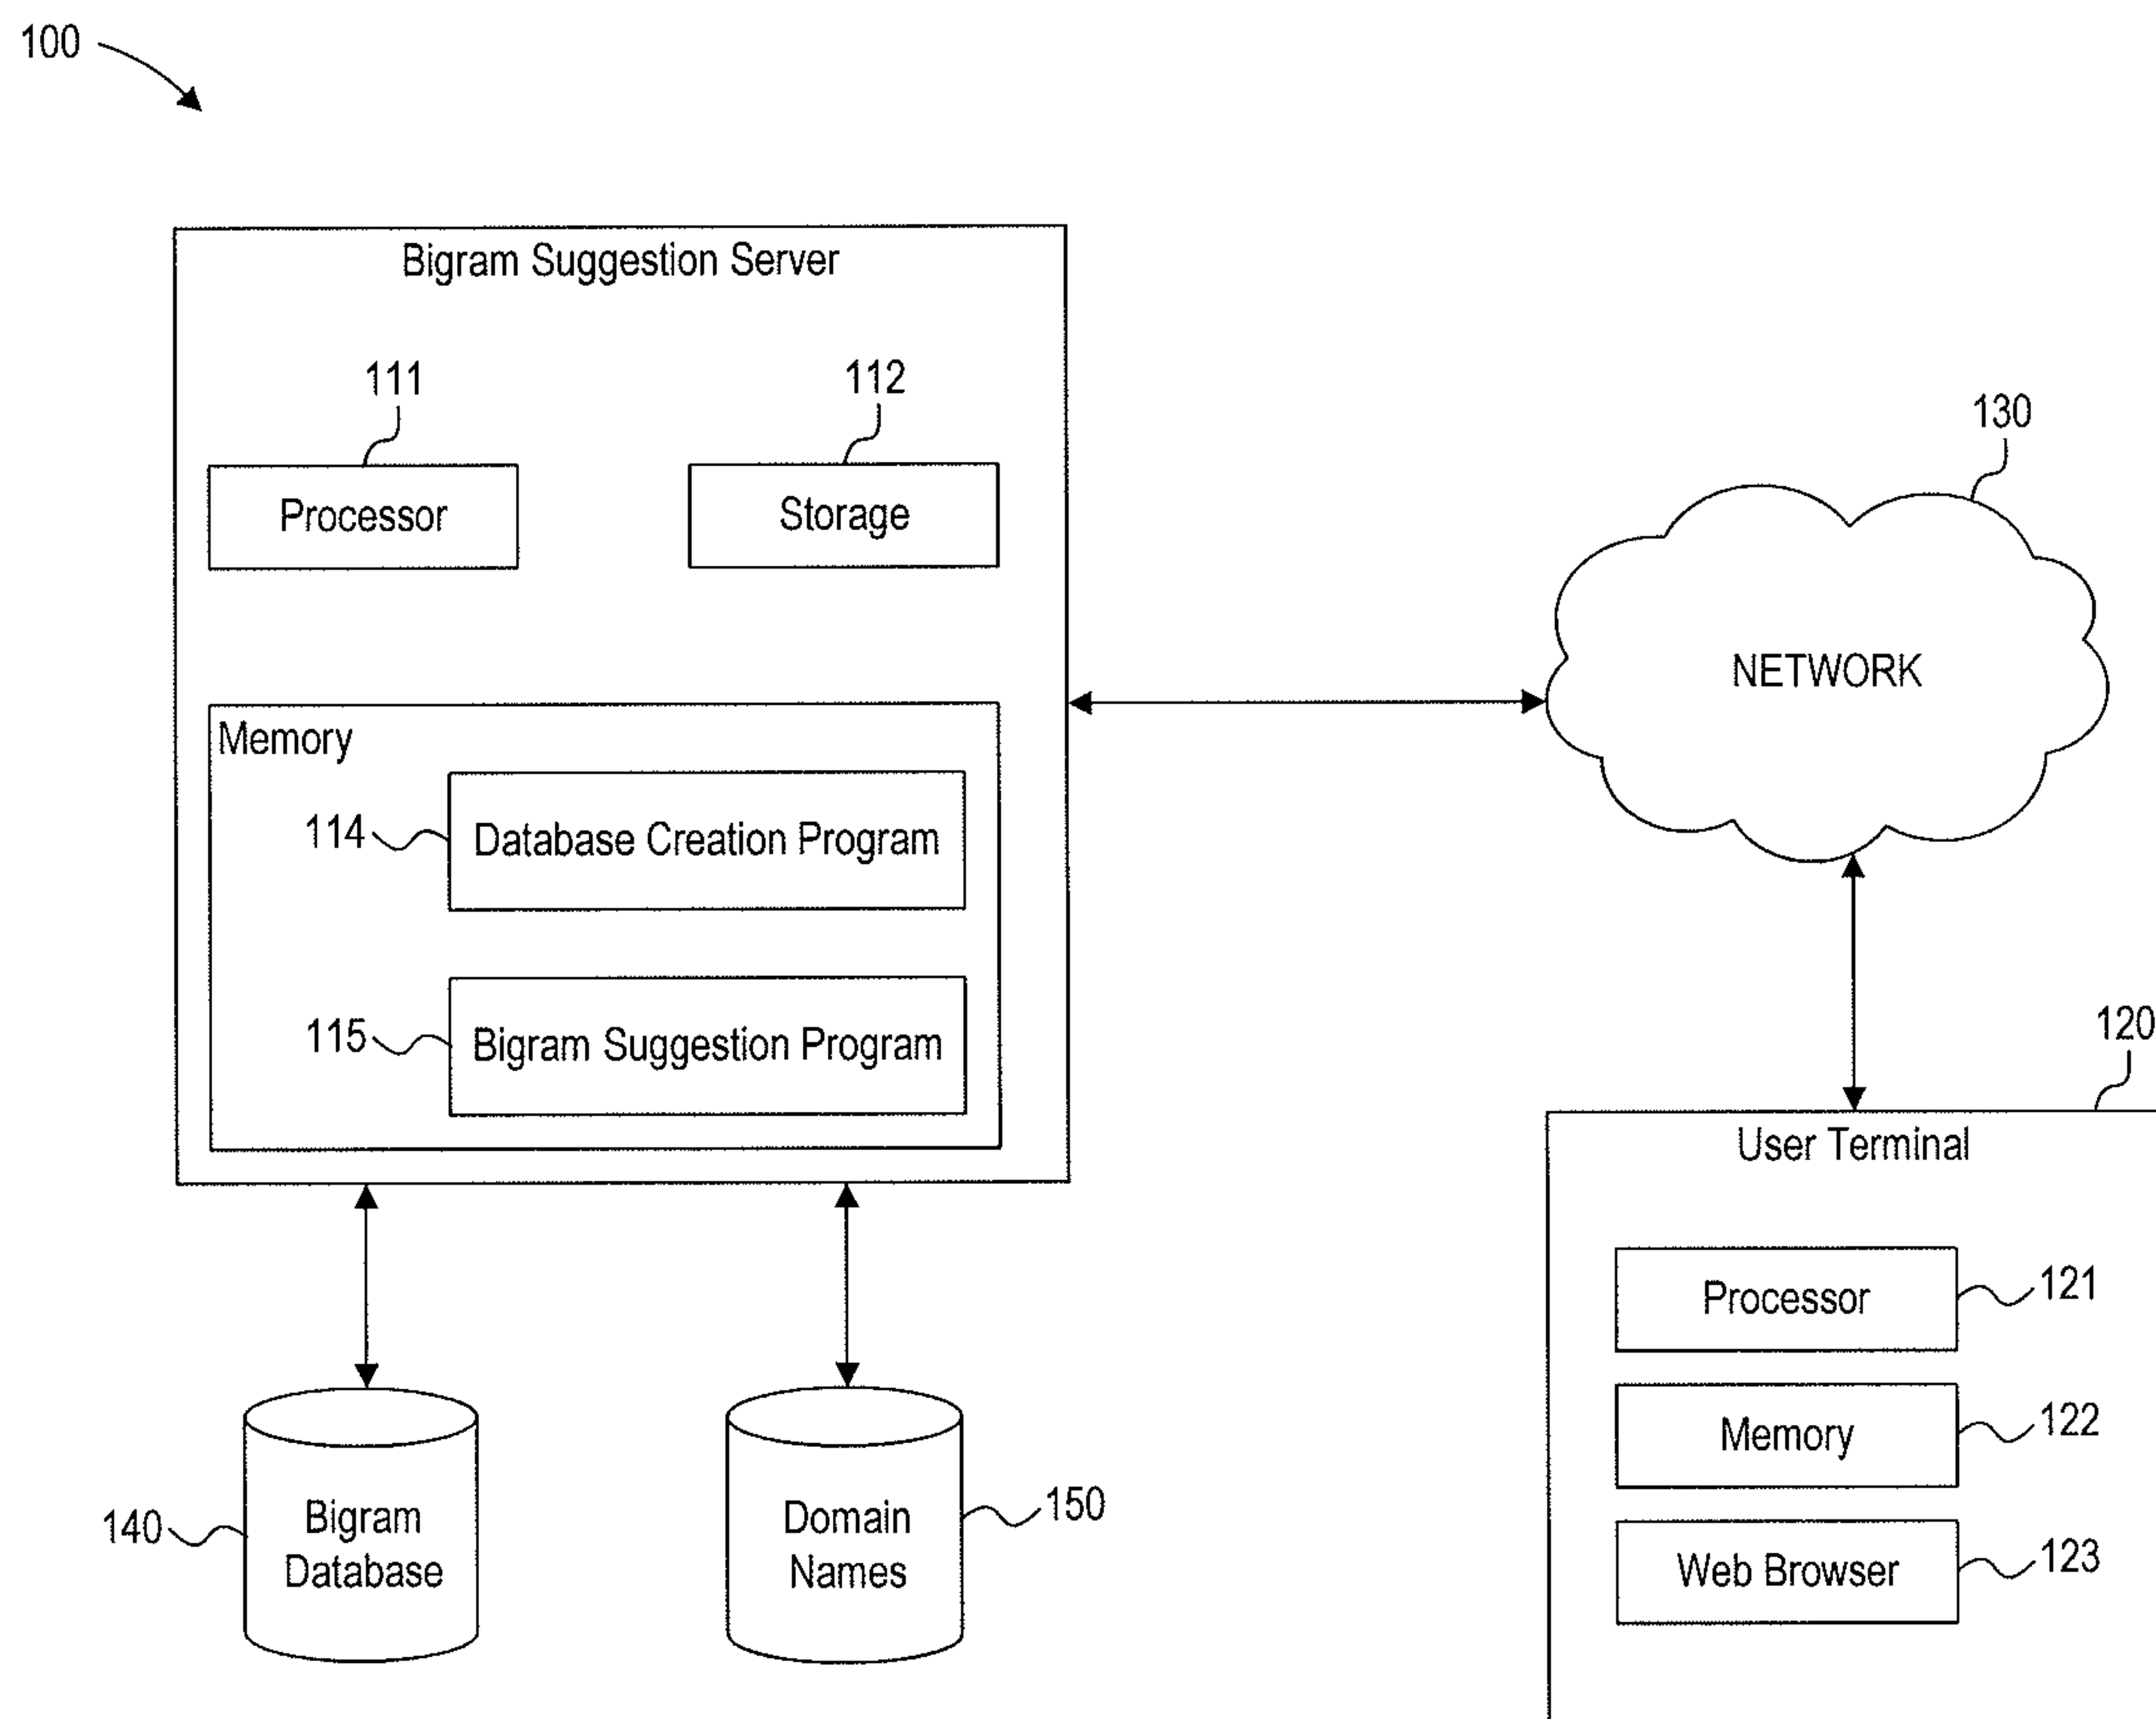 100
Bigram Suggestion Server
111
112
Processor
Storage
130
NETWORK
Memory
114
Database Creation Program
115
Bigram Suggestion Program
120
User Terminal
Processor
121
Memory
122
Web Browser
123
140
Bigram
Database
Domain
Names
150